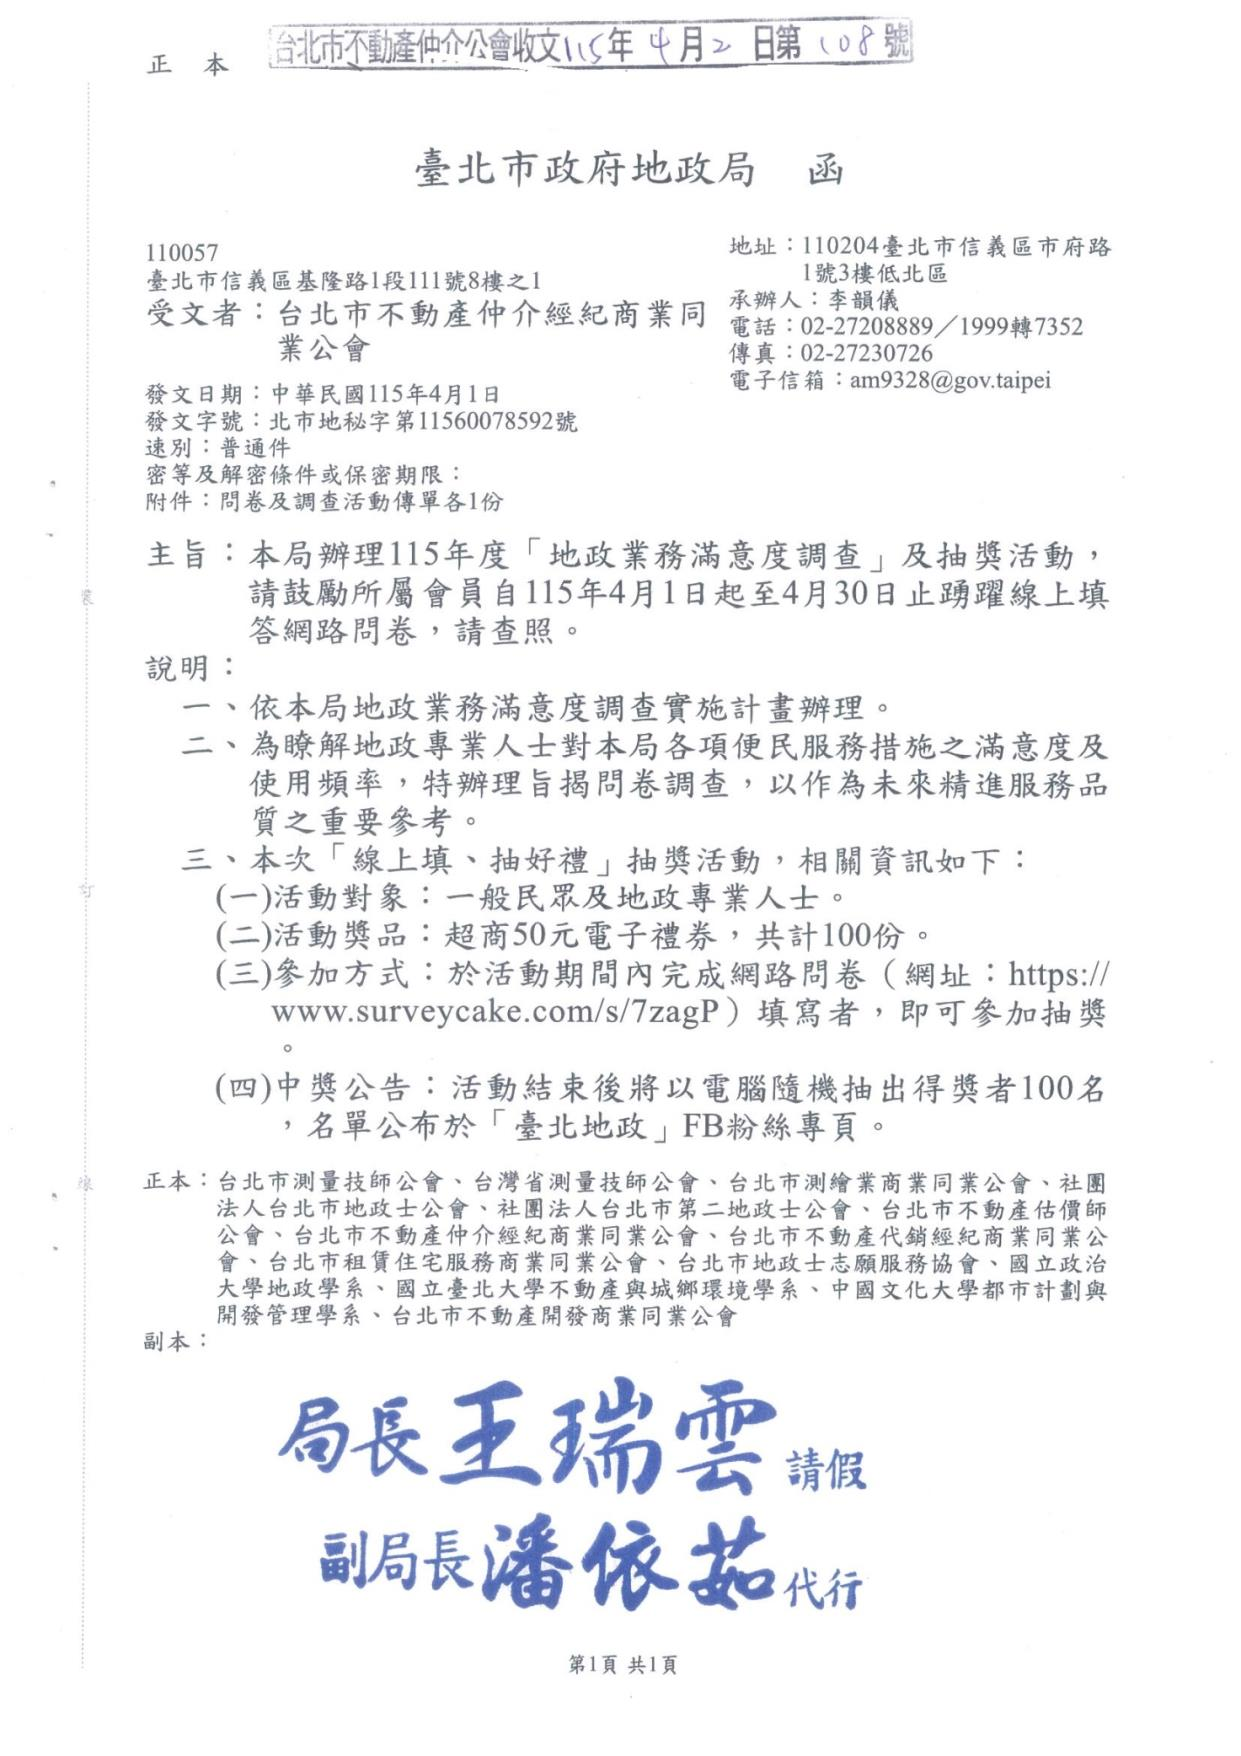 正本
台北市不動產仲介公會收文115年4月2日第108號
臺北市政府地政局 函
110057
臺北市信義區基隆路1段111號8樓之1
受文者：台北市不動產仲介經紀商業同
業公會
地址：110204臺北市信義區市府路
1號3樓低北區
承辦人：李韻儀
電話：02-27208889／1999轉7352
傳真：02-27230726
電子信箱：am9328@gov.taipei
發文日期：中華民國115年4月1日
發文字號：北市地秘字第11560078592號
速別：普通件
密等及解密條件或保密期限：
附件：問卷及調查活動傳單各1份
主旨：本局辦理115年度「地政業務滿意度調查」及抽獎活動，
請鼓勵所屬會員自115年4月1日起至4月30日止踴躍線上填
答網路問卷，請查照。
說明：
一、依本局地政業務滿意度調查實施計畫辦理。
二、為瞭解地政專業人士對本局各項便民服務措施之滿意度及
使用頻率，特辦理旨揭問卷調查，以作為未來精進服務品
質之重要參考。
三、本次「線上填、抽好禮」抽獎活動，相關資訊如下：
(一)活動對象：一般民眾及地政專業人士。
(二)活動獎品：超商50元電子禮券，共計100份。
(三)參加方式：於活動期間內完成網路問卷（網址：https://
www.surveycake.com/s/7zagP）填寫者，即可參加抽獎
。
(四)中獎公告：活動結束後將以電腦隨機抽出得獎者100名
，名單公布於「臺北地政」FB粉絲專頁。
正本：台北市測量技師公會、台灣省測量技師公會、台北市測繪業商業同業公會、社團
法人台北市地政士公會、社團法人台北市第二地政士公會、台北市不動產估價師
公會、台北市不動產仲介經紀商業同業公會、台北市不動產代銷經紀商業同業公
會、台北市租賃住宅服務商業同業公會、台北市地政士志願服務協會、國立政治
大學地政學系、國立臺北大學不動產與城鄉環境學系、中國文化大學都市計劃與
開發管理學系、台北市不動產開發商業同業公會
副本：
局長王瑞雲請假
副局長潘依茹代行
第1頁 共1頁
裝
訂
線